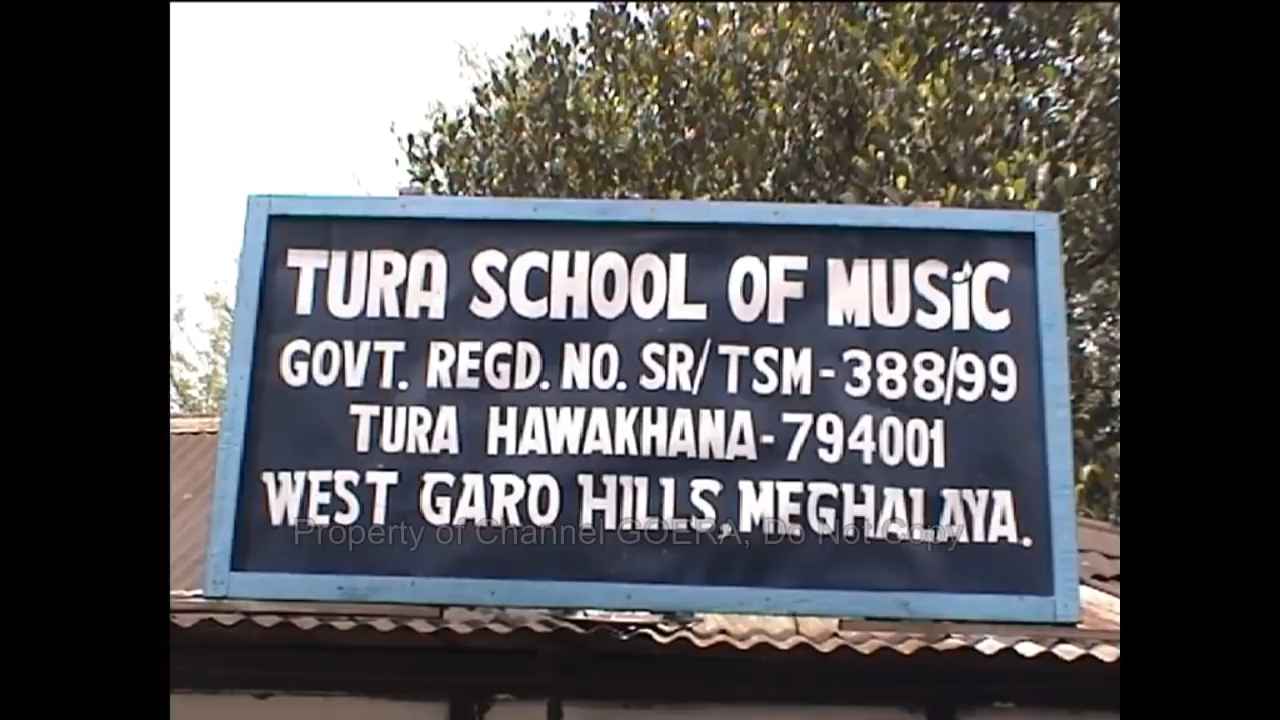 TURA SCHOOL OF MUSiC
GOVT. REGD. NO. SR/TSM-388/99
TURA HAWAKHANA-794001
WEST GARO HILLS, MEGHALAYA.
Property of Channel GOERA, Do Not Copy